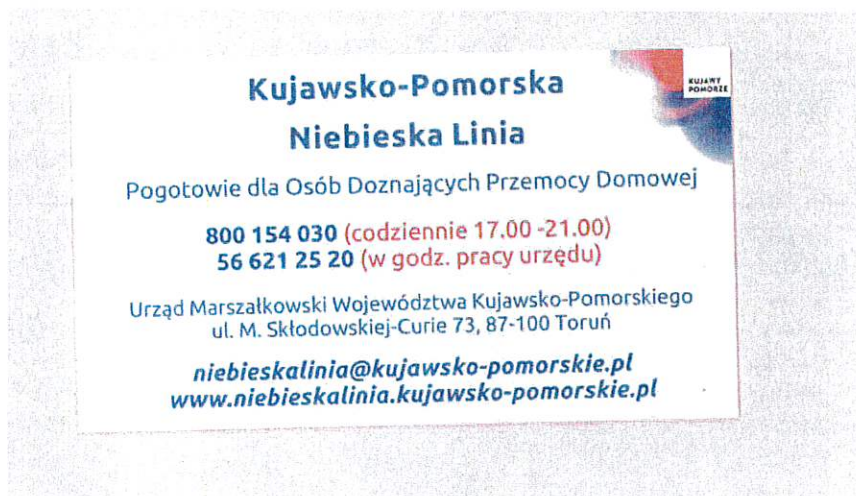 KUJAWY
POMORZE
Kujawsko-Pomorska
Niebieska Linia
Pogotowie dla Osób Doznających Przemocy Domowej
800 154 030 (codziennie 17.00 -21.00)
56 621 25 20 (w godz. pracy urzędu)
Urząd Marszałkowski Województwa Kujawsko-Pomorskiego
ul. M. Skłodowskiej-Curie 73, 87-100 Toruń
niebieskalinia@kujawsko-pomorskie.pl
www.niebieskalinia.kujawsko-pomorskie.pl